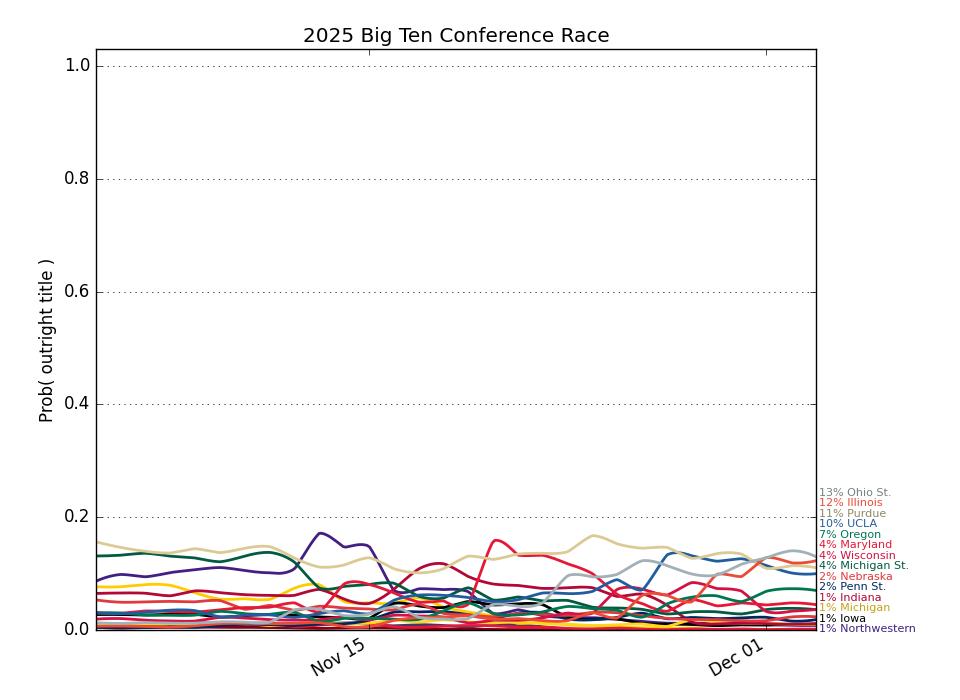 2025 Big Ten Conference Race
1.0
0.8
0.6
0.4
0.2
0.0
Prob( outright title )
Nov 15
Dec 01
13% Ohio St.
12% Illinois
11% Purdue
10% UCLA
7% Oregon
4% Maryland
4% Wisconsin
4% Michigan St.
2% Nebraska
2% Penn St.
1% Indiana
1% Michigan
1% Iowa
1% Northwestern